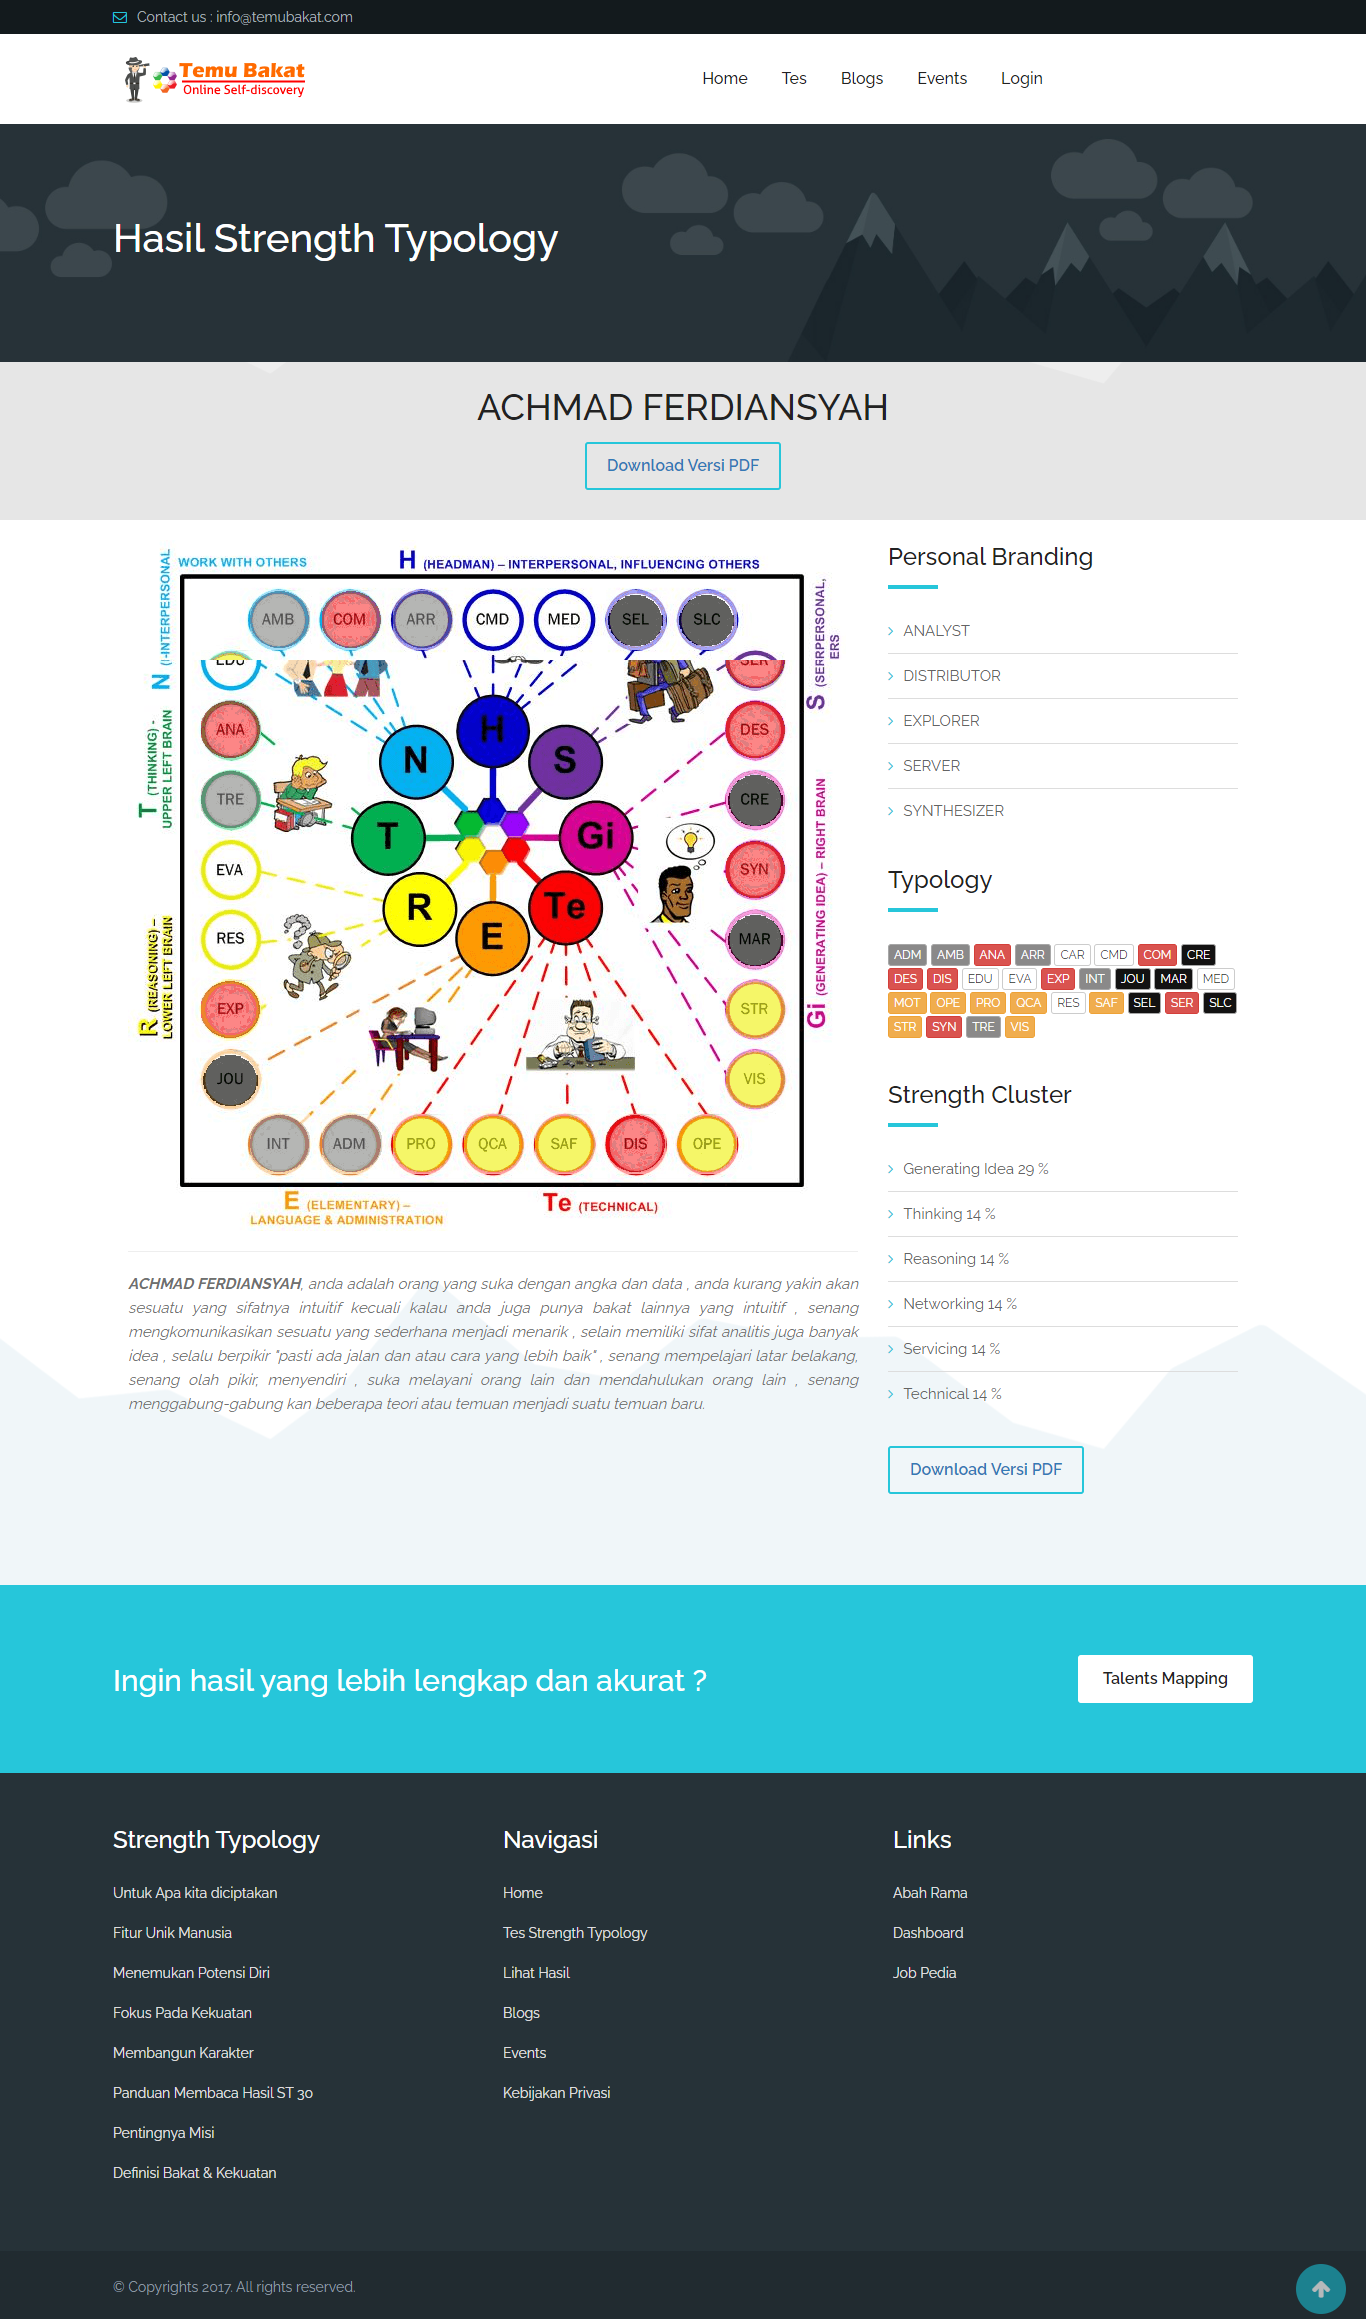 Contact us : info@temubakat.com
Temu Bakat
Online Self-discovery
Home Tes Blogs Events Login
Hasil Strength Typology
ACHMAD FERDIANSYAH
Download Versi PDF
N (I-INTERPERSONAL
WORK WITH OTHERS
H (HEADMAN) – INTERPERSONAL, INFLUENCING OTHERS
S (SERRPERSONAL,
ERS
AMB COM ARR CMD MED SEL SLC
EDU SER
ANA DES
TRE CRE
EVA SYN
RES MAR
EXP STR
JOU VIS
INT ADM PRO QCA SAF DIS OPE
H
N S
T Gi
R Te
E
T (THINKING) -
UPPER LEFT BRAIN
R (REASONING) –
LOWER LEFT BRAIN
Gi (GENERATING IDEA) – RIGHT BRAIN
E (ELEMENTARY) –
LANGUAGE & ADMINISTRATION
Te (TECHNICAL)
ACHMAD FERDIANSYAH, anda adalah orang yang suka dengan angka dan data , anda kurang yakin akan
sesuatu yang sifatnya intuitif kecuali kalau anda juga punya bakat lainnya yang intuitif , senang
mengkomunikasikan sesuatu yang sederhana menjadi menarik , selain memiliki sifat analitis juga banyak
idea , selalu berpikir "pasti ada jalan dan atau cara yang lebih baik" , senang mempelajari latar belakang,
senang olah pikir, menyendiri , suka melayani orang lain dan mendahulukan orang lain , senang
menggabung-gabung kan beberapa teori atau temuan menjadi suatu temuan baru.
Personal Branding
ANALYST
DISTRIBUTOR
EXPLORER
SERVER
SYNTHESIZER
Typology
ADM AMB ANA ARR CAR CMD COM CRE
DES DIS EDU EVA EXP INT JOU MAR MED
MOT OPE PRO QCA RES SAF SEL SER SLC
STR SYN TRE VIS
Strength Cluster
Generating Idea 29 %
Thinking 14 %
Reasoning 14 %
Networking 14 %
Servicing 14 %
Technical 14 %
Download Versi PDF
Ingin hasil yang lebih lengkap dan akurat ?
Talents Mapping
Strength Typology
Untuk Apa kita diciptakan
Fitur Unik Manusia
Menemukan Potensi Diri
Fokus Pada Kekuatan
Membangun Karakter
Panduan Membaca Hasil ST 30
Pentingnya Misi
Definisi Bakat & Kekuatan
Navigasi
Home
Tes Strength Typology
Lihat Hasil
Blogs
Events
Kebijakan Privasi
Links
Abah Rama
Dashboard
Job Pedia
© Copyrights 2017. All rights reserved.